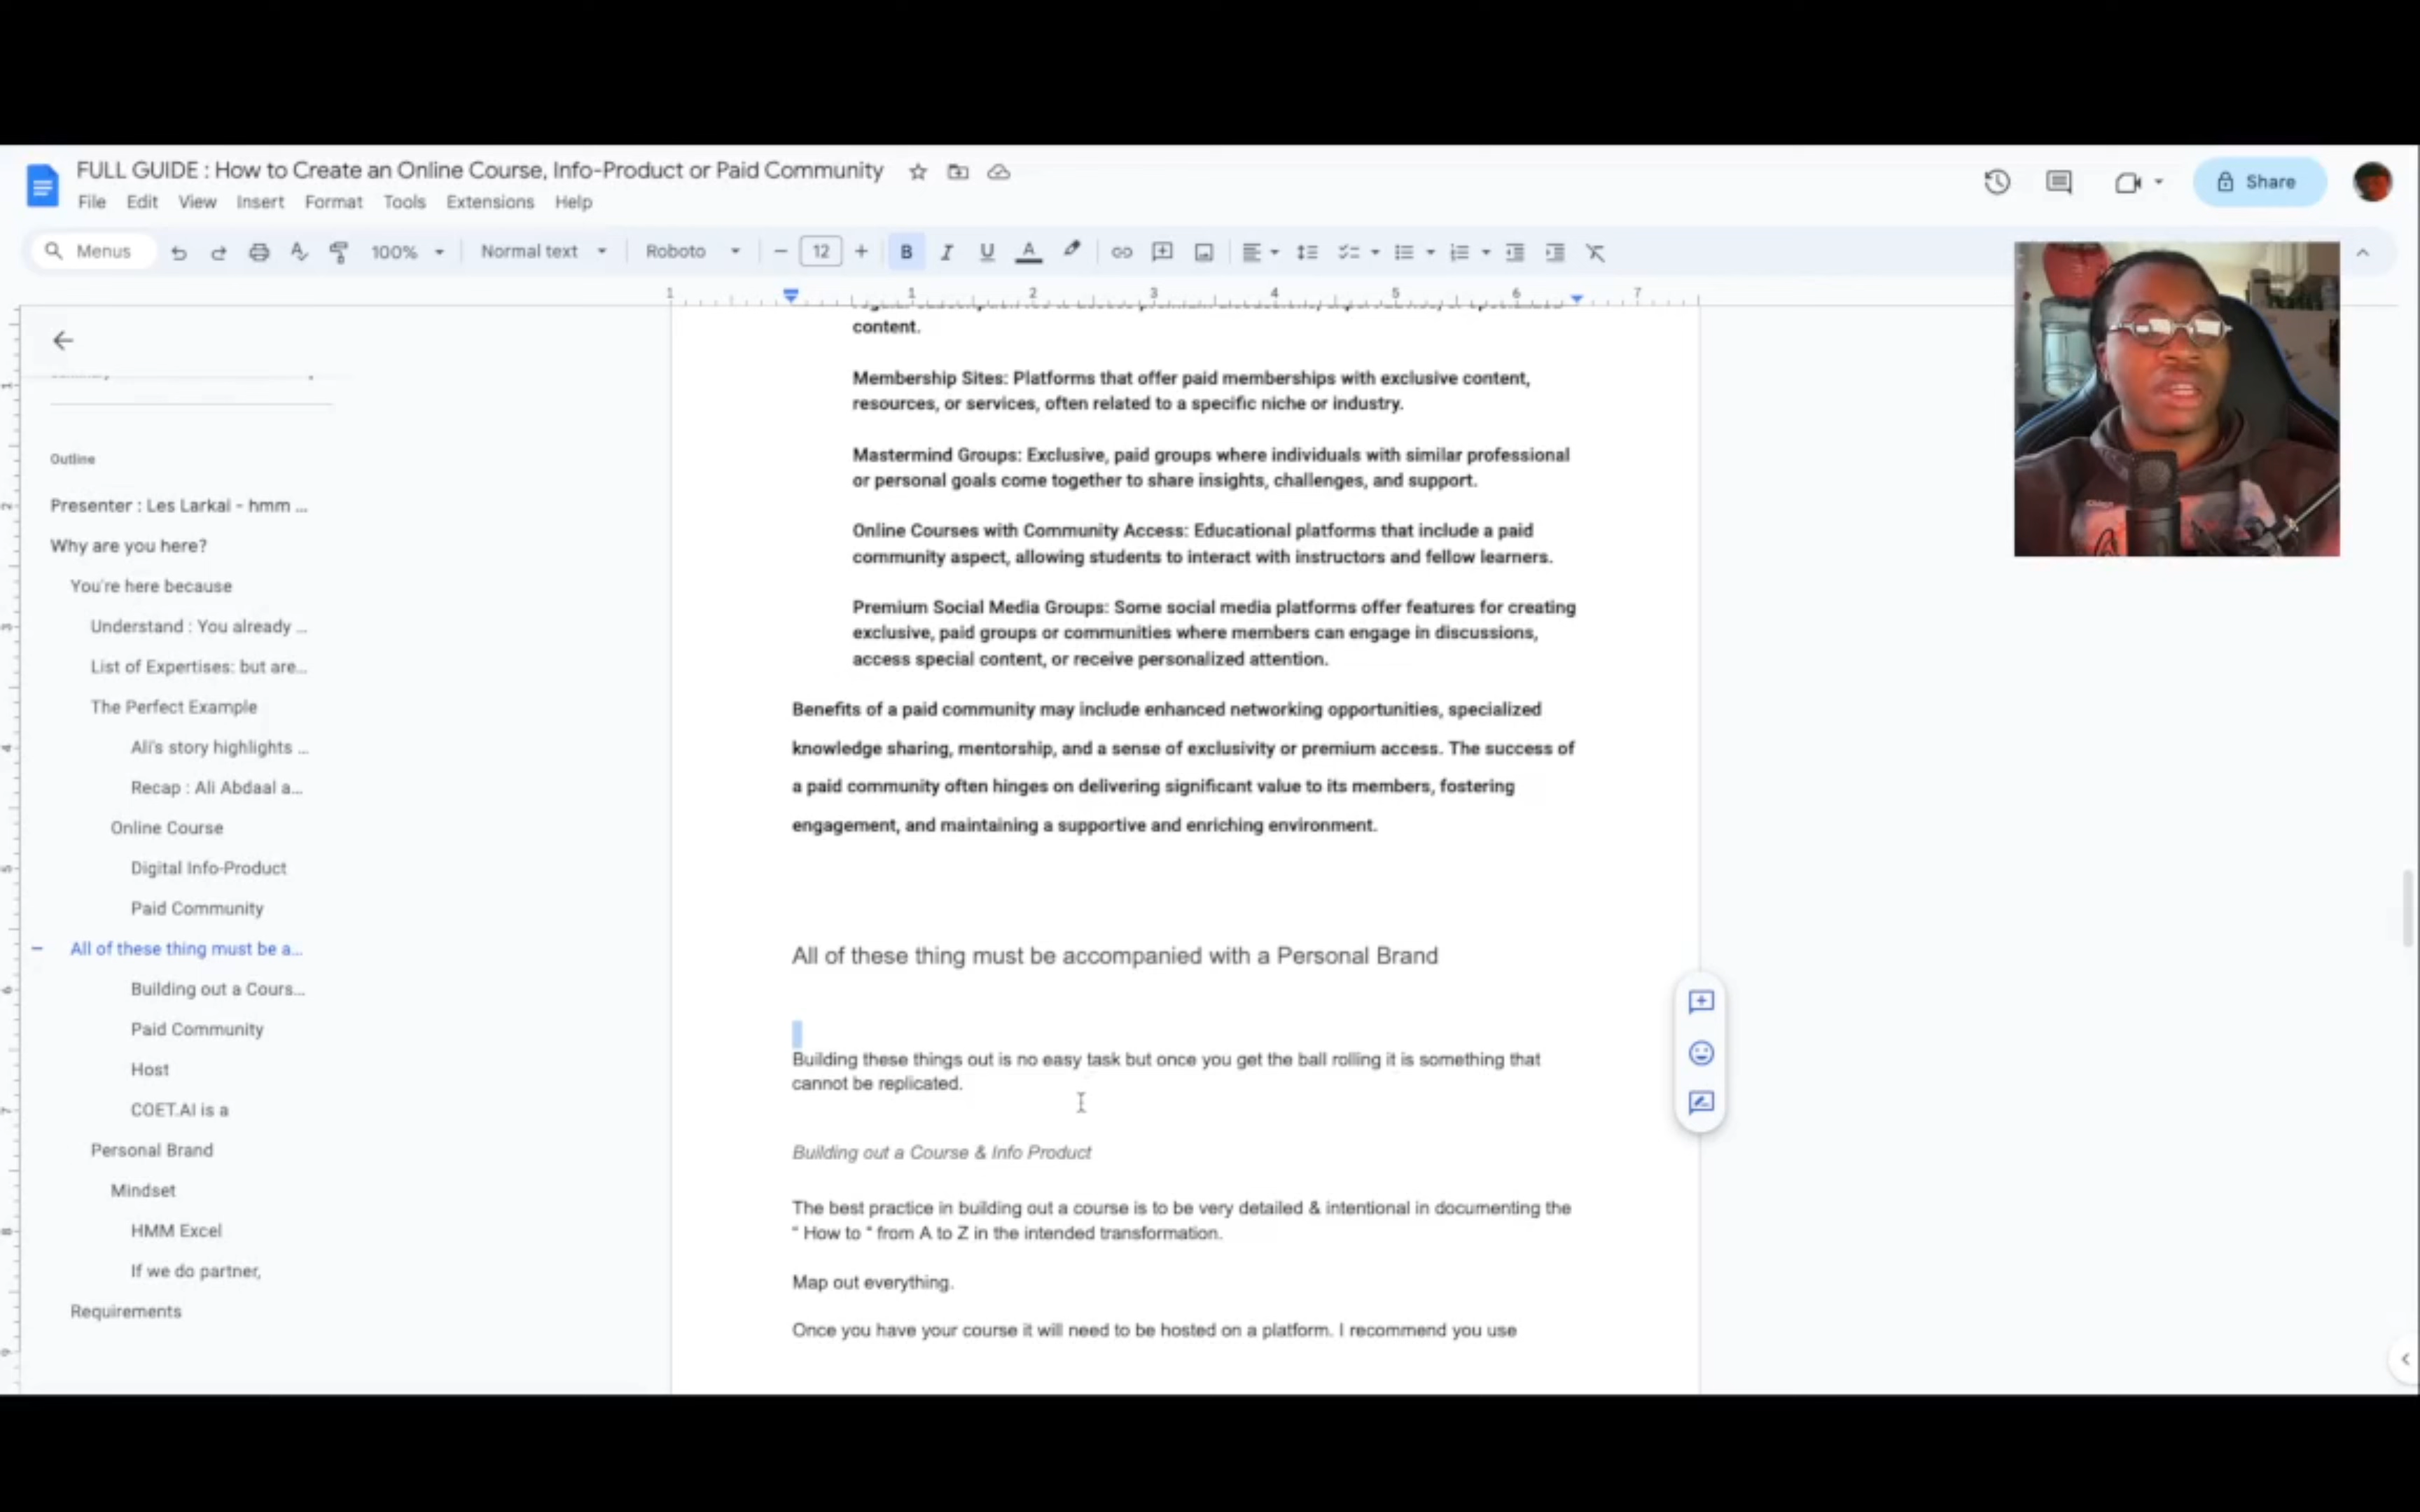 FULL GUIDE : How to Create an Online Course, Info-Product or Paid Community
File Edit View Insert Format Tools Extensions Help
Share
Menus 100% Normal text Roboto 12 B I U A
1 1 2 3 4 5 6 7
Outline
Presenter : Les Larkal - hmm ...
Why are you here?
You're here because
Understand : You already ...
List of Expertises: but are...
The Perfect Example
Ali's story highlights ...
Recap : Ali Abdaal a...
Online Course
Digital Info-Product
Paid Community
All of these thing must be a...
Building out a Cours...
Paid Community
Host
COET.AI is a
Personal Brand
Mindset
HMM Excel
If we do partner,
Requirements
content.
Membership Sites: Platforms that offer paid memberships with exclusive content,
resources, or services, often related to a specific niche or industry.
Mastermind Groups: Exclusive, paid groups where individuals with similar professional
or personal goals come together to share insights, challenges, and support.
Online Courses with Community Access: Educational platforms that include a paid
community aspect, allowing students to interact with instructors and fellow learners.
Premium Social Media Groups: Some social media platforms offer features for creating
exclusive, paid groups or communities where members can engage in discussions,
access special content, or receive personalized attention.
Benefits of a paid community may include enhanced networking opportunities, specialized
knowledge sharing, mentorship, and a sense of exclusivity or premium access. The success of
a paid community often hinges on delivering significant value to its members, fostering
engagement, and maintaining a supportive and enriching environment.
All of these thing must be accompanied with a Personal Brand
Building these things out is no easy task but once you get the ball rolling it is something that
cannot be replicated.
Building out a Course & Info Product
The best practice in building out a course is to be very detailed & intentional in documenting the
" How to " from A to Z in the intended transformation.
Map out everything.
Once you have your course it will need to be hosted on a platform. I recommend you use